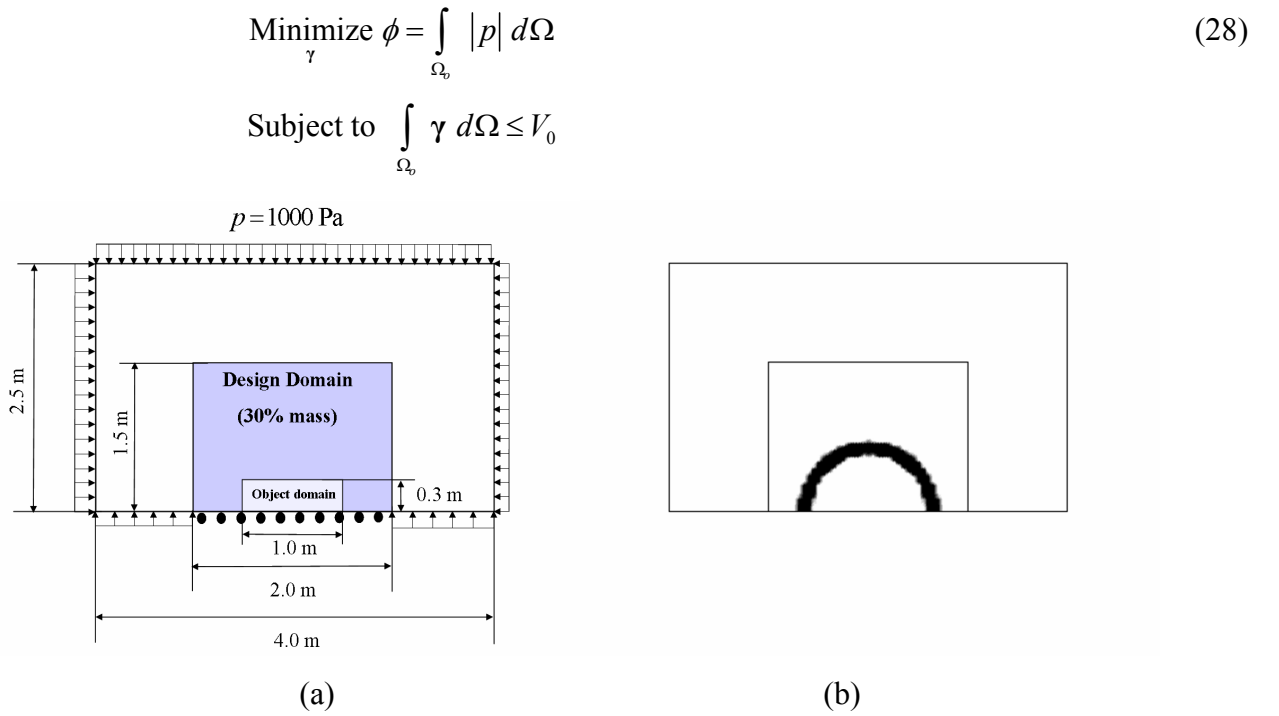 Minimize ϕ = ∫ |p| dΩ (28)
γ Ω_o
Subject to ∫ γ dΩ ≤ V₀
Ω_o
p = 1000 Pa
2.5 m
1.5 m
Design Domain
(30% mass)
Object domain
0.3 m
1.0 m
2.0 m
4.0 m
(a) (b)